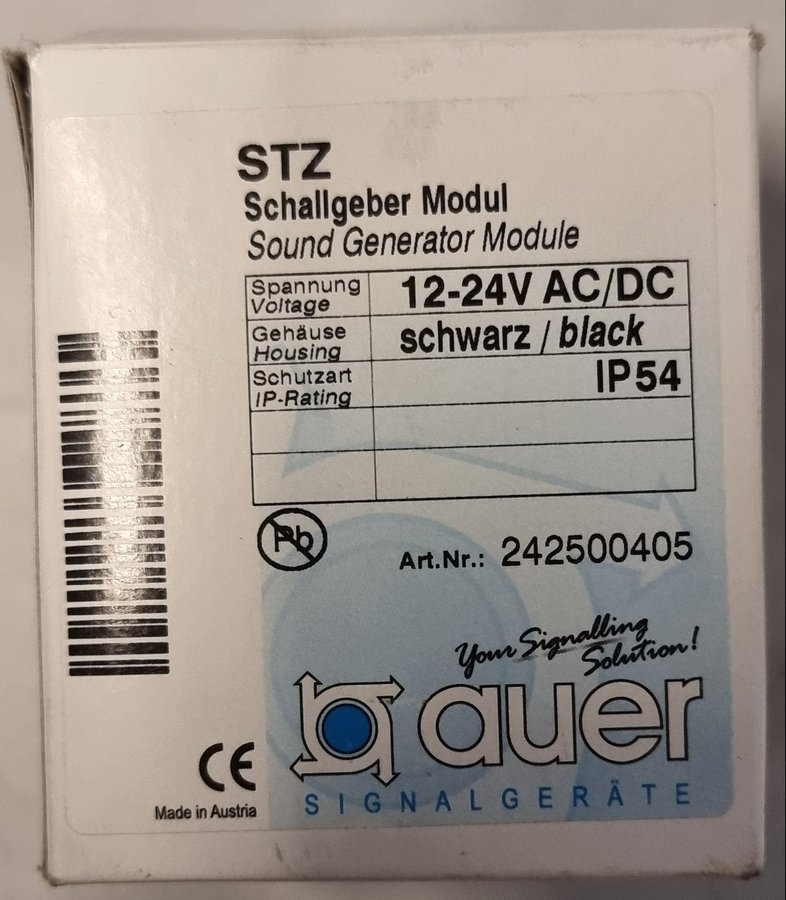 STZ
Schallgeber Modul
Sound Generator Module
Spannung
Voltage
12-24V AC/DC
Gehäuse
Housing
schwarz / black
Schutzart
IP-Rating
IP54
Pb
Art.Nr.: 242500405
Your Signalling
Solution!
auer
SIGNALGERÄTE
CE
Made in Austria